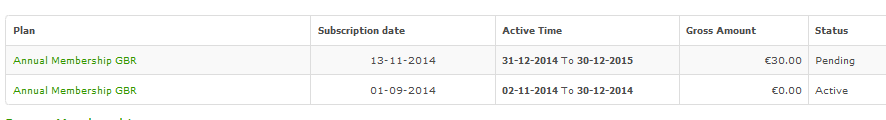 Plan Subscription date Active Time Gross Amount Status
Annual Membership GBR 13-11-2014 31-12-2014 To 30-12-2015 €30.00 Pending
Annual Membership GBR 01-09-2014 02-11-2014 To 30-12-2014 €0.00 Active